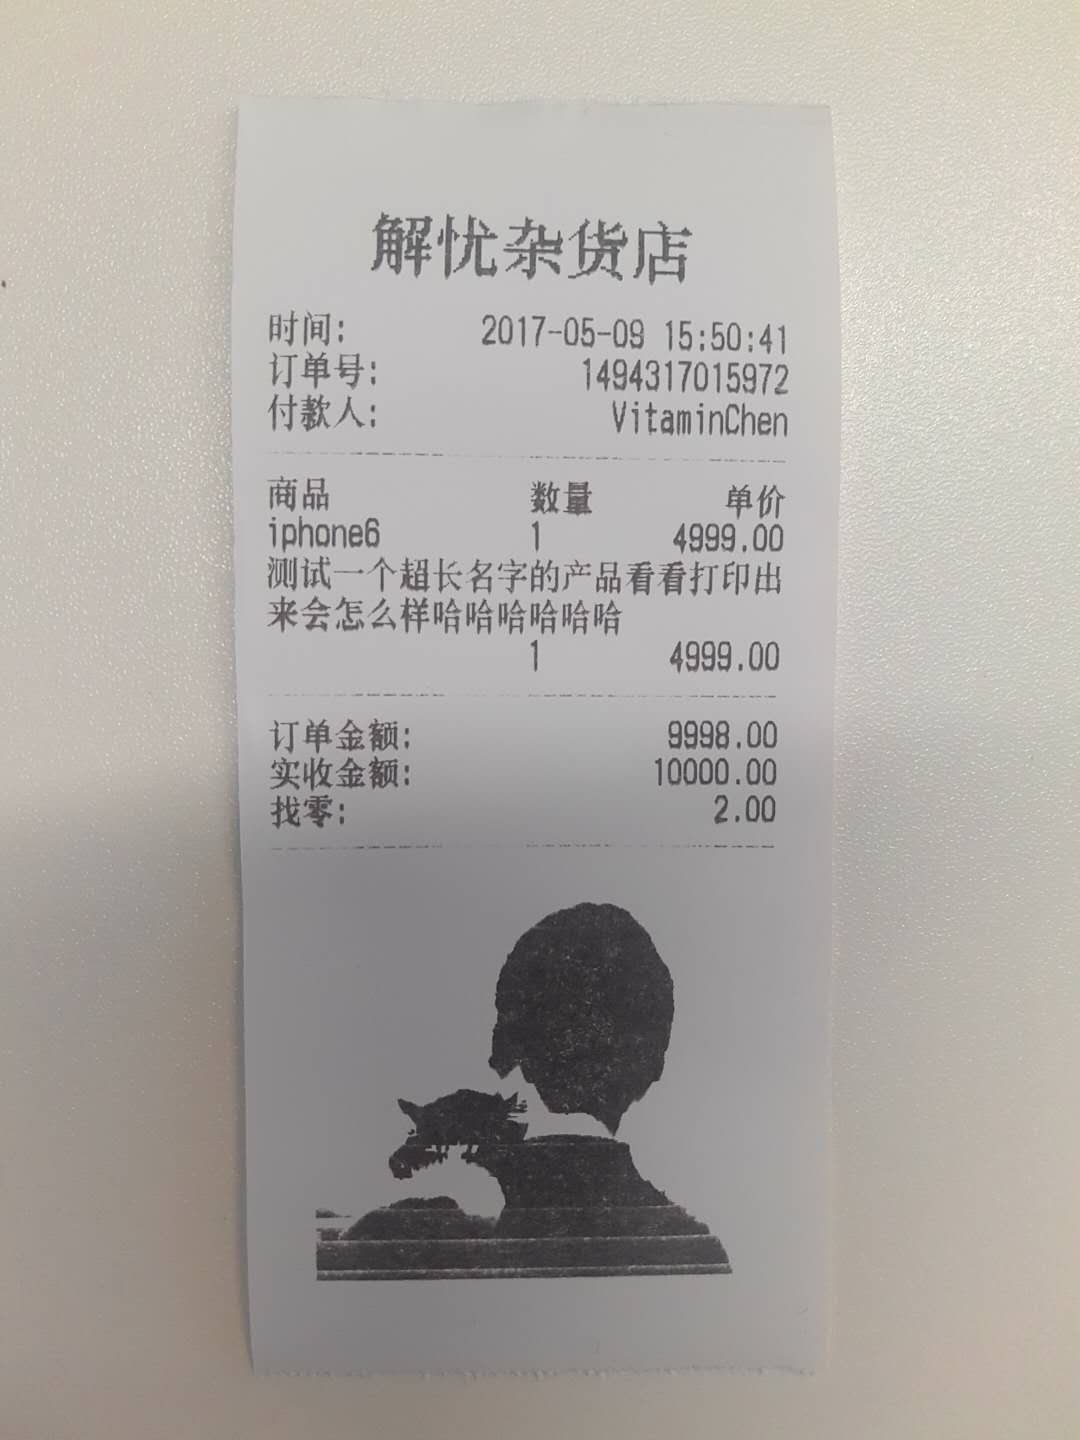 解忧杂货店
时间: 2017-05-09 15:50:41
订单号: 1494317015972
付款人: VitaminChen
商品 数量 单价
iphone6 1 4999.00
测试一个超长名字的产品看看打印出
来会怎么样哈哈哈哈哈哈
1 4999.00
订单金额: 9998.00
实收金额: 10000.00
找零: 2.00